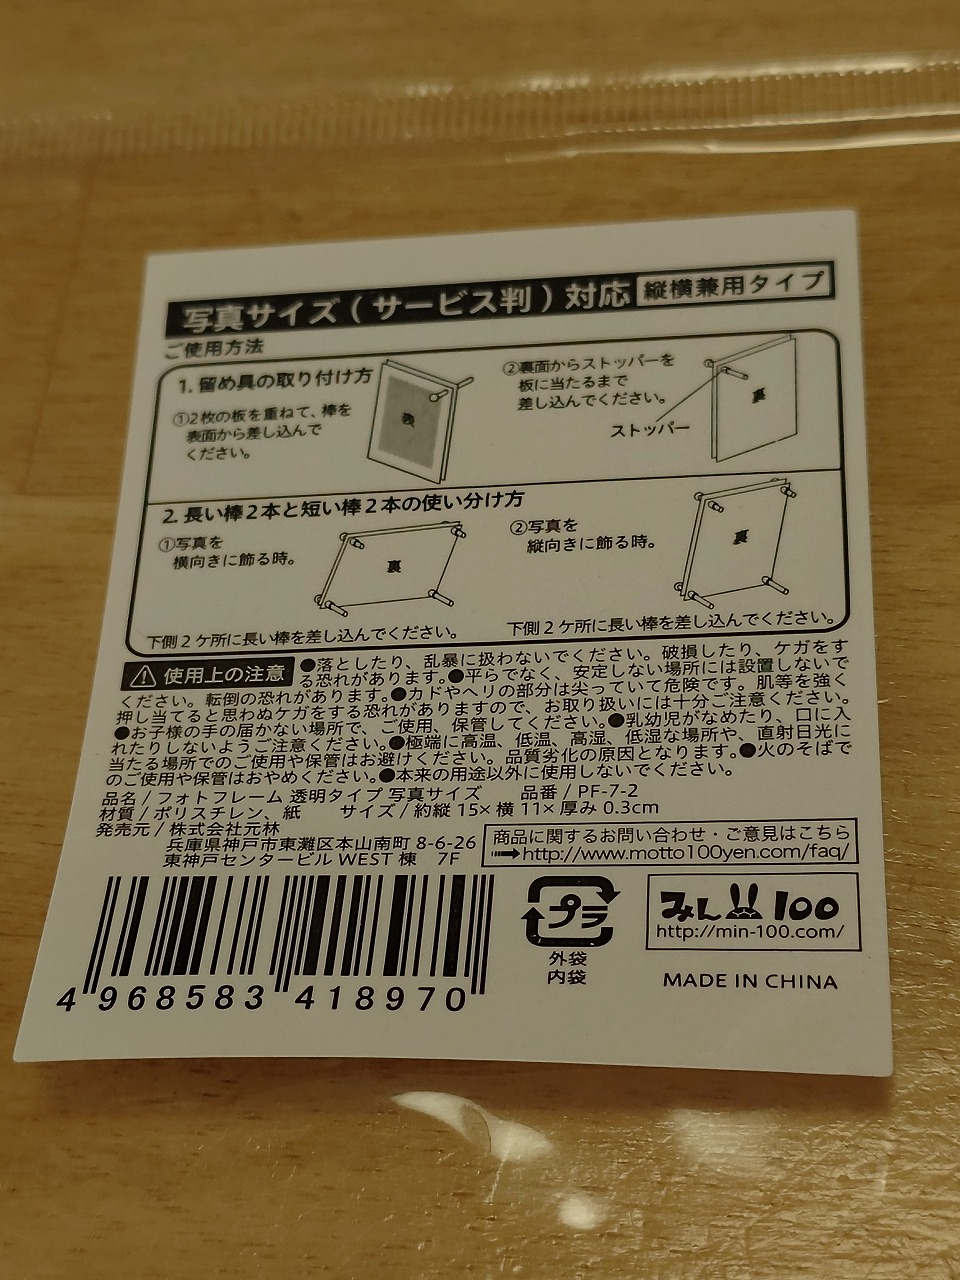 写真サイズ(サービス判)対応 縦横兼用タイプ
ご使用方法
1. 留め具の取り付け方
①2枚の板を重ねて、棒を
表面から差し込んで
ください。
表
②裏面からストッパーを
板に当たるまで
差し込んでください。
ストッパー
裏
2. 長い棒2本と短い棒2本の使い分け方
①写真を
横向きに飾る時。
裏
下側2ケ所に長い棒を差し込んでください。
②写真を
縦向きに飾る時。
裏
下側2ケ所に長い棒を差し込んでください。
使用上の注意 ●落としたり、乱暴に扱わないでください。破損したり、ケガをす
る恐れがあります。●平らでなく、安定しない場所には設置しないで
ください。転倒の恐れがあります。●カドやヘリの部分は尖っていて危険です。肌等を強く
押し当てると思わぬケガをする恐れがありますので、お取り扱いには十分ご注意ください。
●お子様の手の届かない場所で、ご使用、保管してください。●乳幼児がなめたり、口に入
れたりしないようご注意ください。●極端に高温、低温、高湿、低湿な場所や、直射日光に
当たる場所でのご使用や保管はお避けください。品質劣化の原因となります。●火のそばで
のご使用や保管はおやめください。●本来の用途以外に使用しないでください。
品名/フォトフレーム 透明タイプ 写真サイズ 品番/PF-7-2
材質/ポリスチレン、紙 サイズ/約縦15×横11×厚み0.3cm
発売元/株式会社元林
兵庫県神戸市東灘区本山南町8-6-26
東神戸センタービルWEST棟 7F
商品に関するお問い合わせ・ご意見はこちら
http://www.motto100yen.com/faq/
4 968583 418970
プラ
外袋
内袋
みん100
http://min-100.com/
MADE IN CHINA